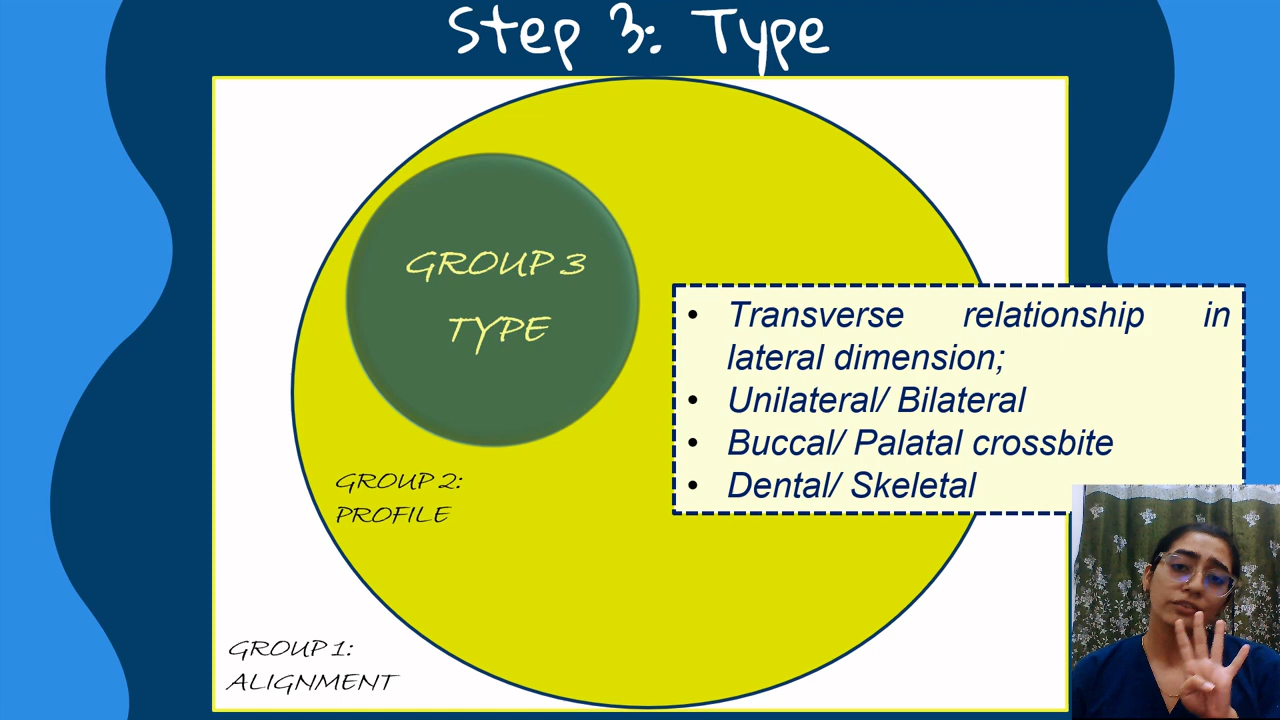 Step 3: Type
GROUP 3
TYPE
• Transverse relationship in
lateral dimension;
• Unilateral/ Bilateral
• Buccal/ Palatal crossbite
• Dental/ Skeletal
GROUP 2:
PROFILE
GROUP 1:
ALIGNMENT